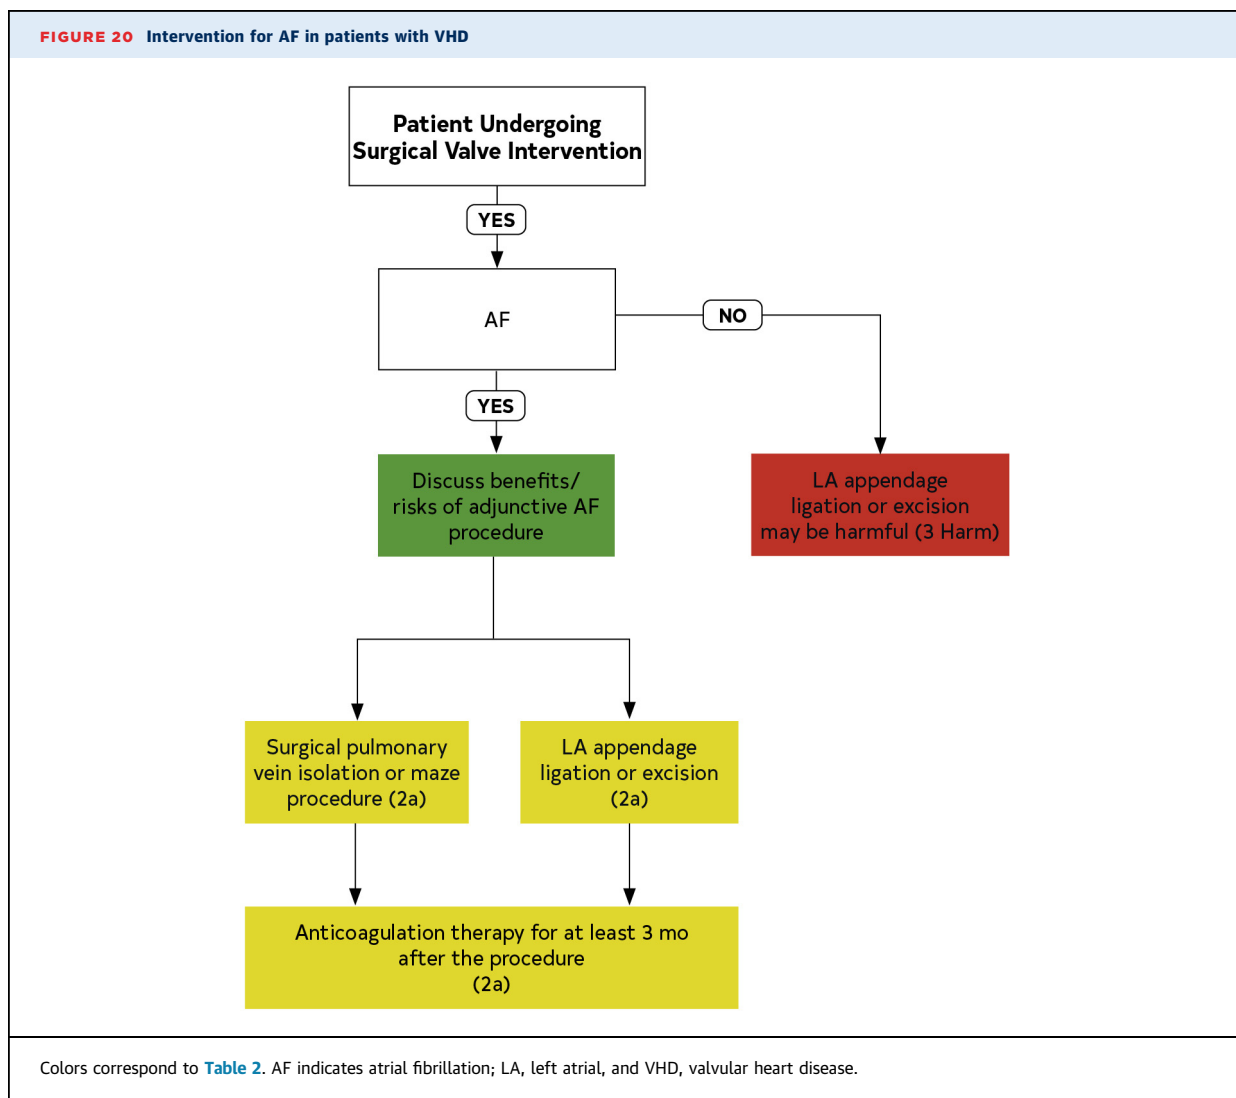 FIGURE 20 Intervention for AF in patients with VHD
Patient Undergoing
Surgical Valve Intervention
YES
AF
NO
YES
Discuss benefits/
risks of adjunctive AF
procedure
LA appendage
ligation or excision
may be harmful (3 Harm)
Surgical pulmonary
vein isolation or maze
procedure (2a)
LA appendage
ligation or excision
(2a)
Anticoagulation therapy for at least 3 mo
after the procedure
(2a)
Colors correspond to Table 2. AF indicates atrial fibrillation; LA, left atrial, and VHD, valvular heart disease.